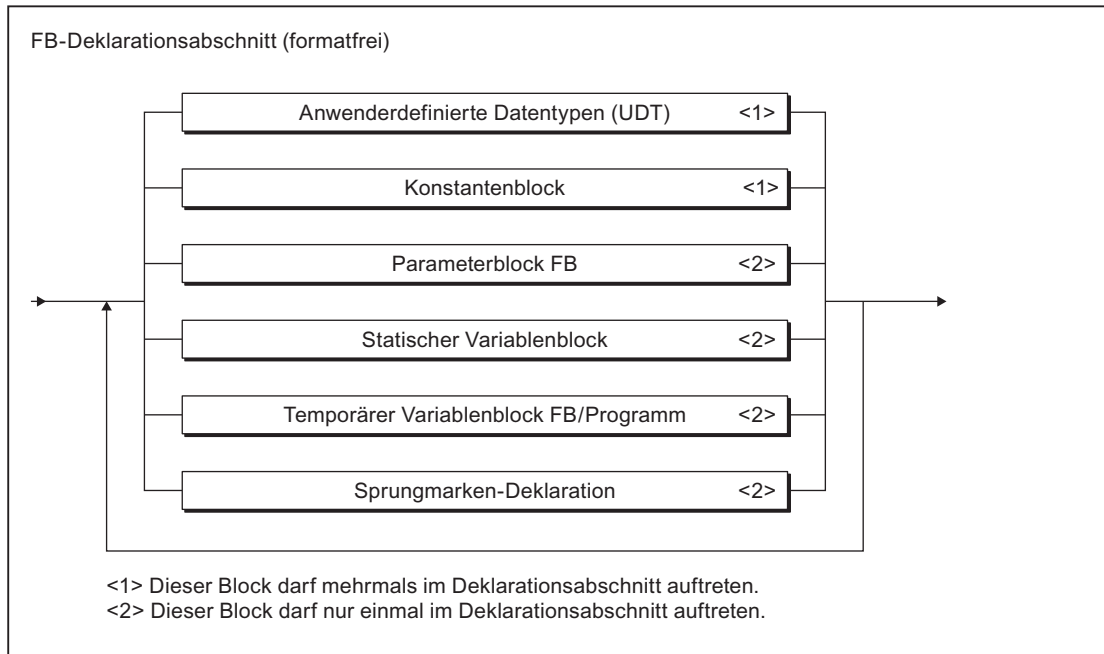 FB-Deklarationsabschnitt (formatfrei)
Anwenderdefinierte Datentypen (UDT) <1>
Konstantenblock <1>
Parameterblock FB <2>
Statischer Variablenblock <2>
Temporärer Variablenblock FB/Programm <2>
Sprungmarken-Deklaration <2>
<1> Dieser Block darf mehrmals im Deklarationsabschnitt auftreten.
<2> Dieser Block darf nur einmal im Deklarationsabschnitt auftreten.